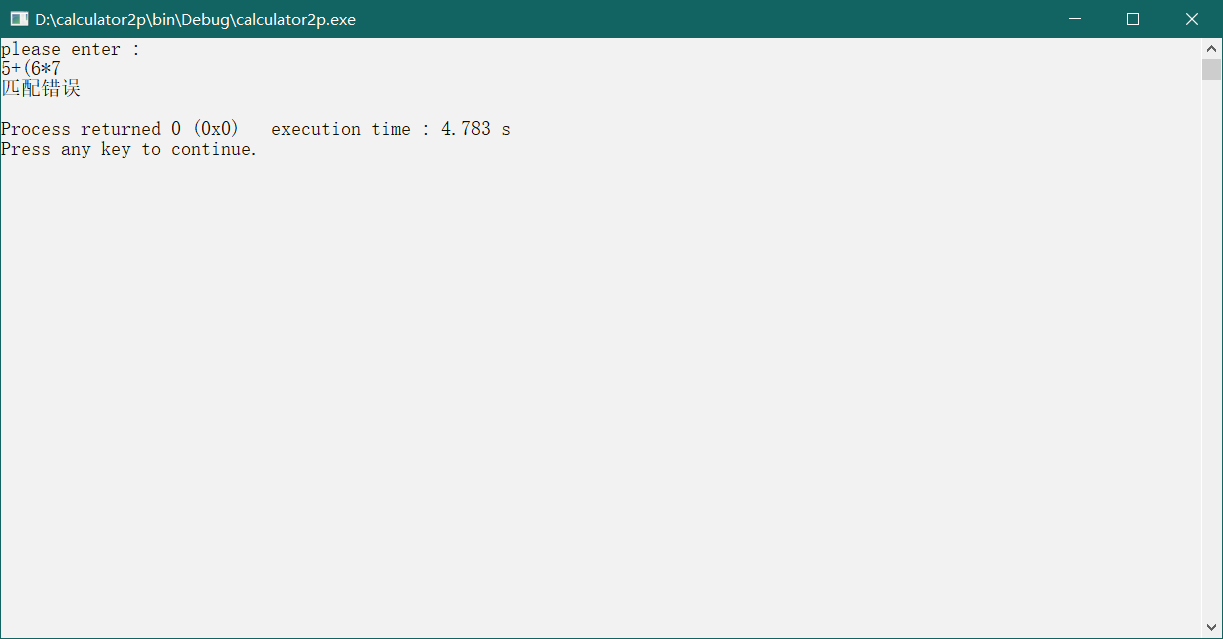 D:\calculator2p\bin\Debug\calculator2p.exe
please enter :
5+(6*7
匹配错误
Process returned 0 (0x0)   execution time : 4.783 s
Press any key to continue.